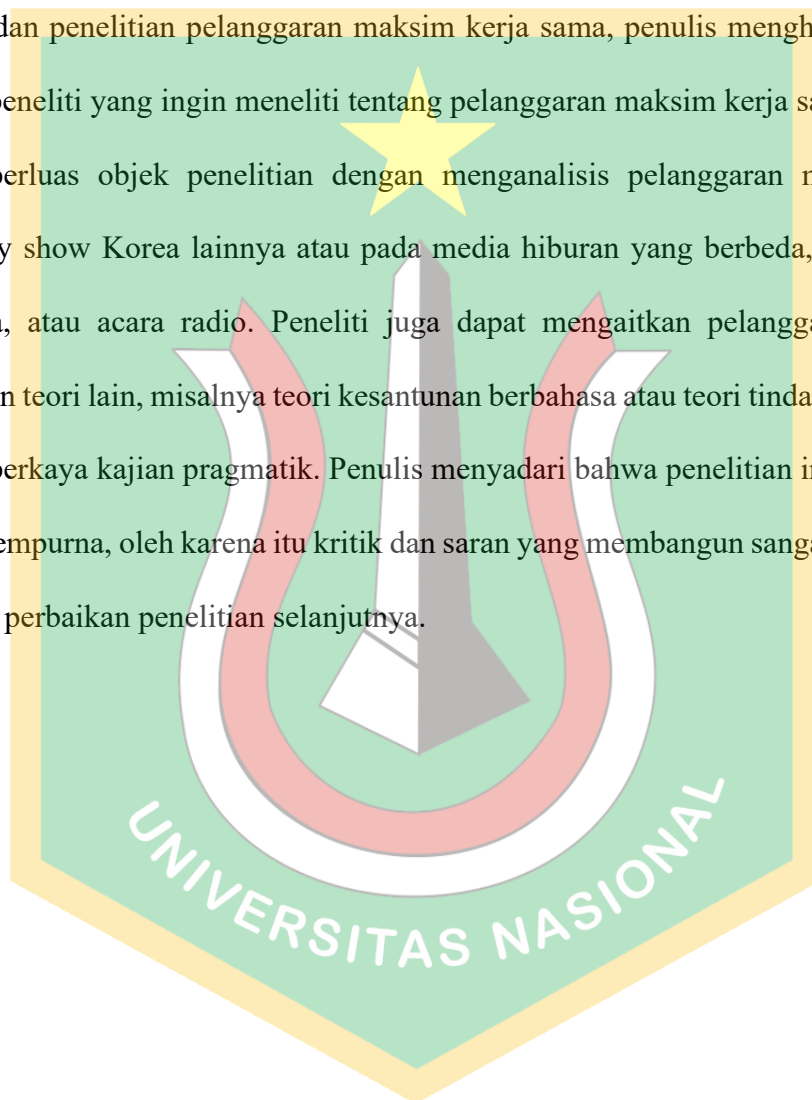 dan penelitian pelanggaran maksim kerja sama, penulis mengh
peneliti yang ingin meneliti tentang pelanggaran maksim kerja sa
perluas objek penelitian dengan menganalisis pelanggaran m
y show Korea lainnya atau pada media hiburan yang berbeda,
a, atau acara radio. Peneliti juga dapat mengaitkan pelangga
n teori lain, misalnya teori kesantunan berbahasa atau teori tinda
perkaya kajian pragmatik. Penulis menyadari bahwa penelitian in
empurna, oleh karena itu kritik dan saran yang membangun sanga
perbaikan penelitian selanjutnya.
UNIVERSITAS NASIONAL